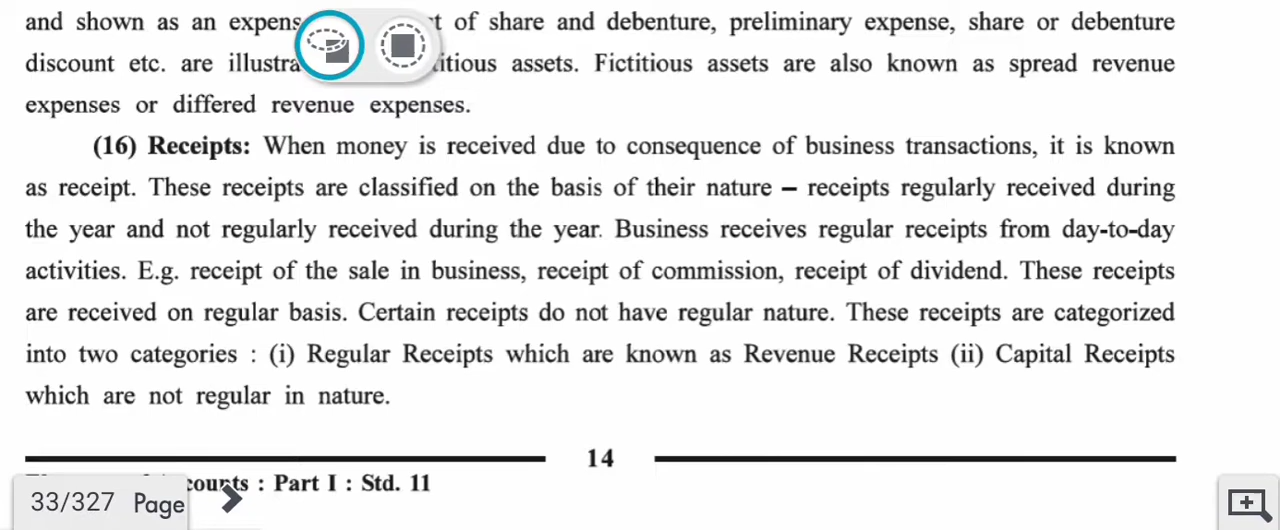 and shown as an expens t of share and debenture, preliminary expense, share or debenture
discount etc. are illustra itious assets. Fictitious assets are also known as spread revenue
expenses or differed revenue expenses.
(16) Receipts: When money is received due to consequence of business transactions, it is known
as receipt. These receipts are classified on the basis of their nature – receipts regularly received during
the year and not regularly received during the year. Business receives regular receipts from day-to-day
activities. E.g. receipt of the sale in business, receipt of commission, receipt of dividend. These receipts
are received on regular basis. Certain receipts do not have regular nature. These receipts are categorized
into two categories : (i) Regular Receipts which are known as Revenue Receipts (ii) Capital Receipts
which are not regular in nature.
14
counts : Part I : Std. 11
33/327 Page